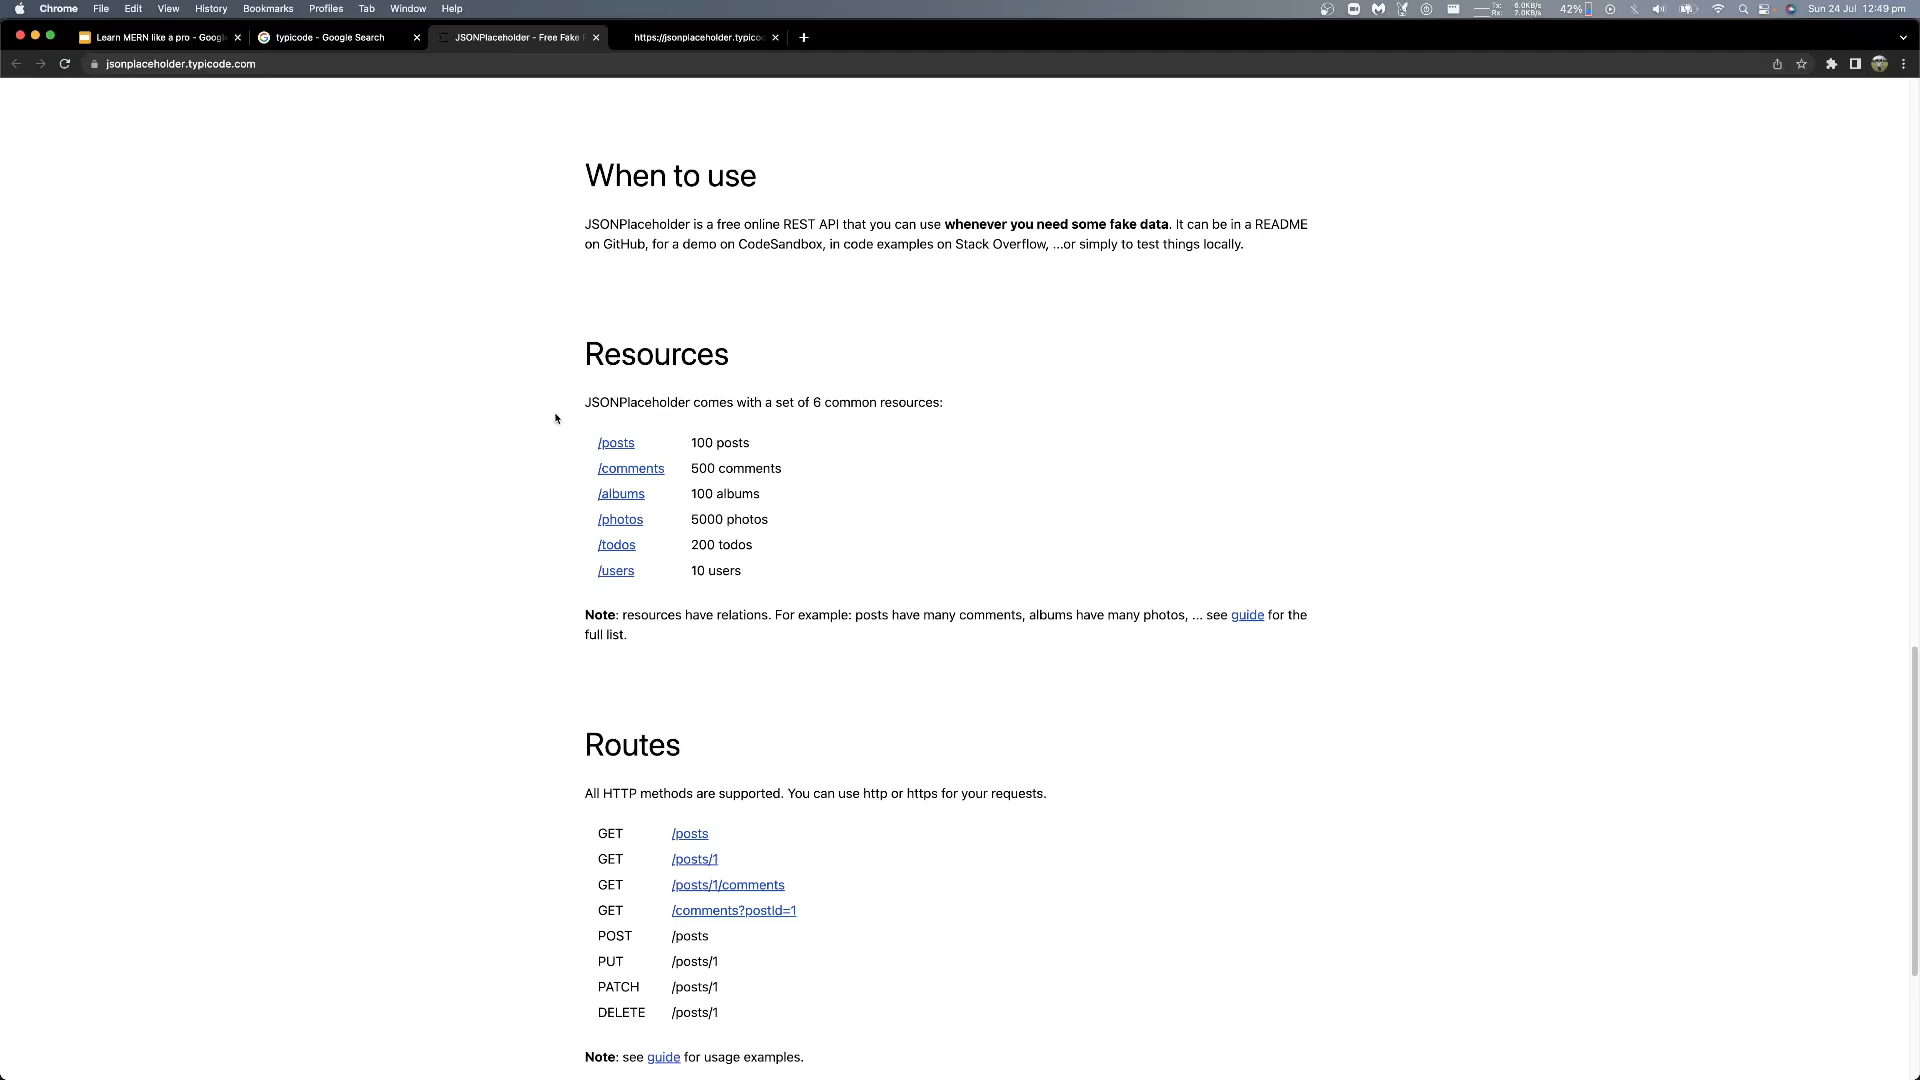 Chrome File Edit View History Bookmarks Profiles Tab Window Help
Tx: 6.0KB/s
Rx: 7.0KB/s
42%
Sun 24 Jul 12:49 pm
Learn MERN like a pro - Googl
typicode - Google Search
JSONPlaceholder - Free Fake
https://jsonplaceholder.typico
jsonplaceholder.typicode.com
When to use
JSONPlaceholder is a free online REST API that you can use whenever you need some fake data. It can be in a README
on GitHub, for a demo on CodeSandbox, in code examples on Stack Overflow, ...or simply to test things locally.
Resources
JSONPlaceholder comes with a set of 6 common resources:
/posts 100 posts
/comments 500 comments
/albums 100 albums
/photos 5000 photos
/todos 200 todos
/users 10 users
Note: resources have relations. For example: posts have many comments, albums have many photos, ... see guide for the
full list.
Routes
All HTTP methods are supported. You can use http or https for your requests.
GET /posts
GET /posts/1
GET /posts/1/comments
GET /comments?postId=1
POST /posts
PUT /posts/1
PATCH /posts/1
DELETE /posts/1
Note: see guide for usage examples.